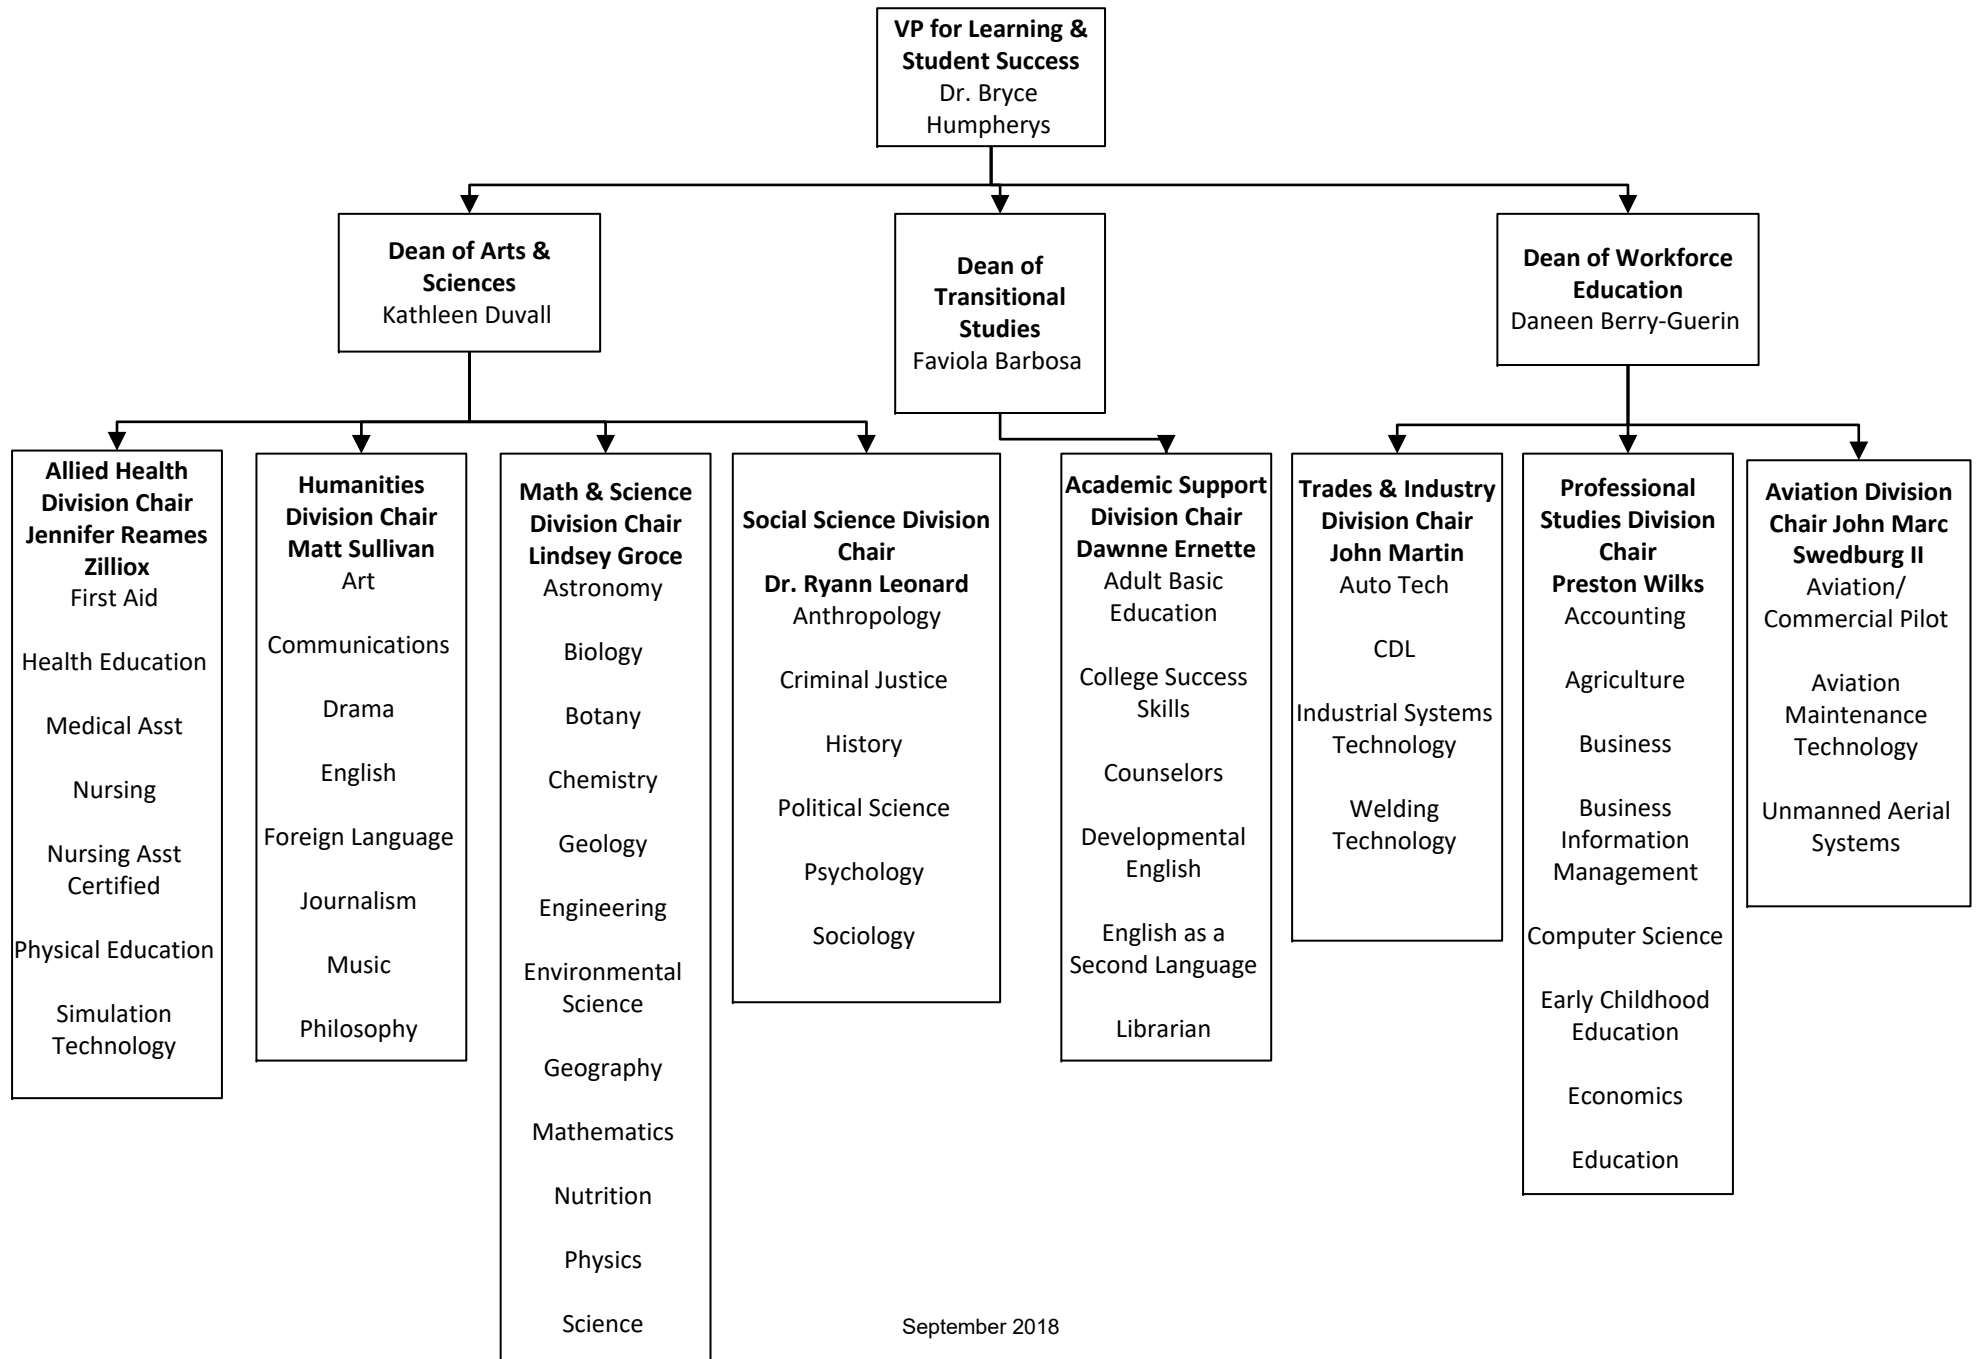 VP for Learning &
Student Success
Dr. Bryce
Humpherys
Dean of Arts &
Sciences
Kathleen Duvall
Dean of
Transitional
Studies
Faviola Barbosa
Dean of Workforce
Education
Daneen Berry-Guerin
Allied Health
Division Chair
Jennifer Reames
Zilliox
First Aid
Health Education
Medical Asst
Nursing
Nursing Asst
Certified
Physical Education
Simulation
Technology
Humanities
Division Chair
Matt Sullivan
Art
Communications
Drama
English
Foreign Language
Journalism
Music
Philosophy
Math & Science
Division Chair
Lindsey Groce
Astronomy
Biology
Botany
Chemistry
Geology
Engineering
Environmental
Science
Geography
Mathematics
Nutrition
Physics
Science
Social Science Division
Chair
Dr. Ryann Leonard
Anthropology
Criminal Justice
History
Political Science
Psychology
Sociology
Academic Support
Division Chair
Dawnne Ernette
Adult Basic
Education
College Success
Skills
Counselors
Developmental
English
English as a
Second Language
Librarian
Trades & Industry
Division Chair
John Martin
Auto Tech
CDL
Industrial Systems
Technology
Welding
Technology
Professional
Studies Division
Chair
Preston Wilks
Accounting
Agriculture
Business
Business
Information
Management
Computer Science
Early Childhood
Education
Economics
Education
Aviation Division
Chair John Marc
Swedburg II
Aviation/
Commercial Pilot
Aviation
Maintenance
Technology
Unmanned Aerial
Systems
September 2018